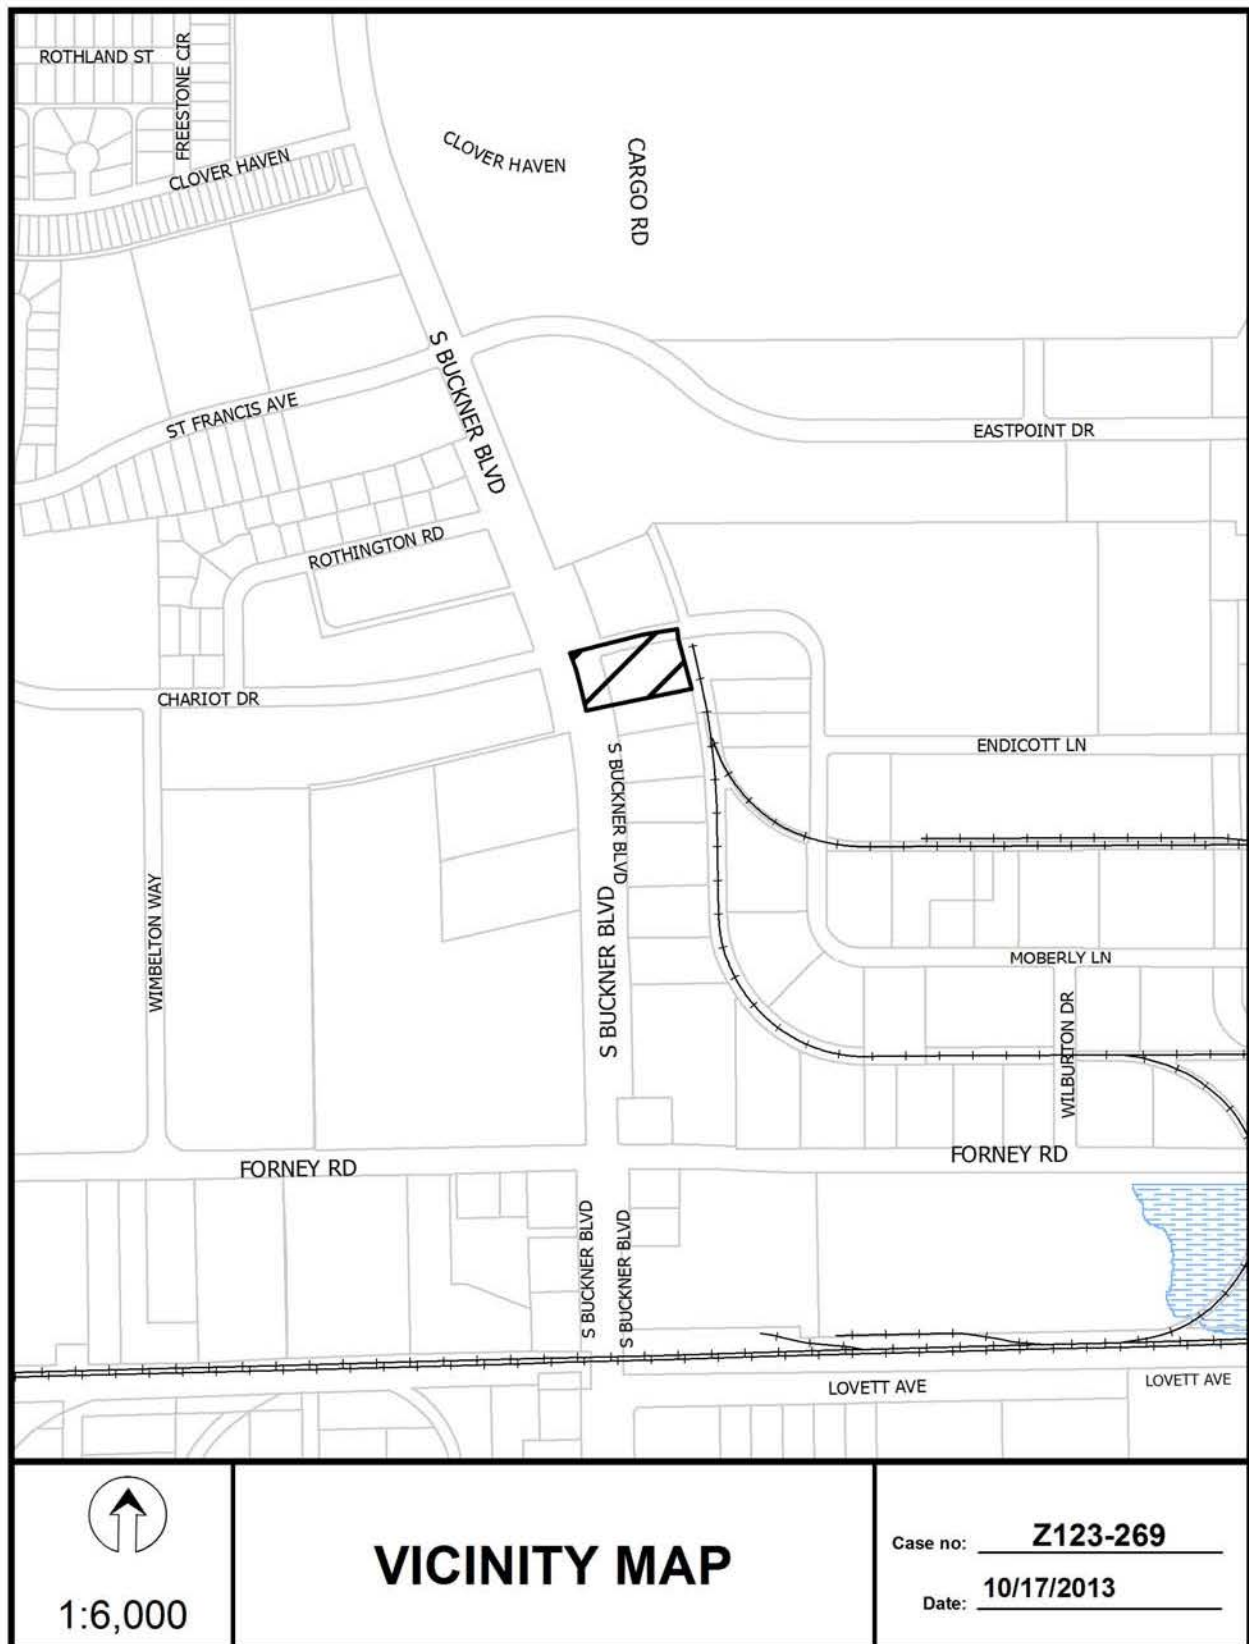 ROTHLAND ST
FREESTONE CIR
CLOVER HAVEN
CLOVER HAVEN
CARGO RD
S BUCKNER BLVD
ST FRANCIS AVE
EASTPOINT DR
ROTHINGTON RD
CHARIOT DR
ENDICOTT LN
S BUCKNER BLVD
WIMBELTON WAY
S BUCKNER BLVD
MOBERLY LN
WILBURTON DR
FORNEY RD
FORNEY RD
S BUCKNER BLVD
S BUCKNER BLVD
LOVETT AVE
LOVETT AVE
1:6,000
VICINITY MAP
Case no: Z123-269
Date: 10/17/2013